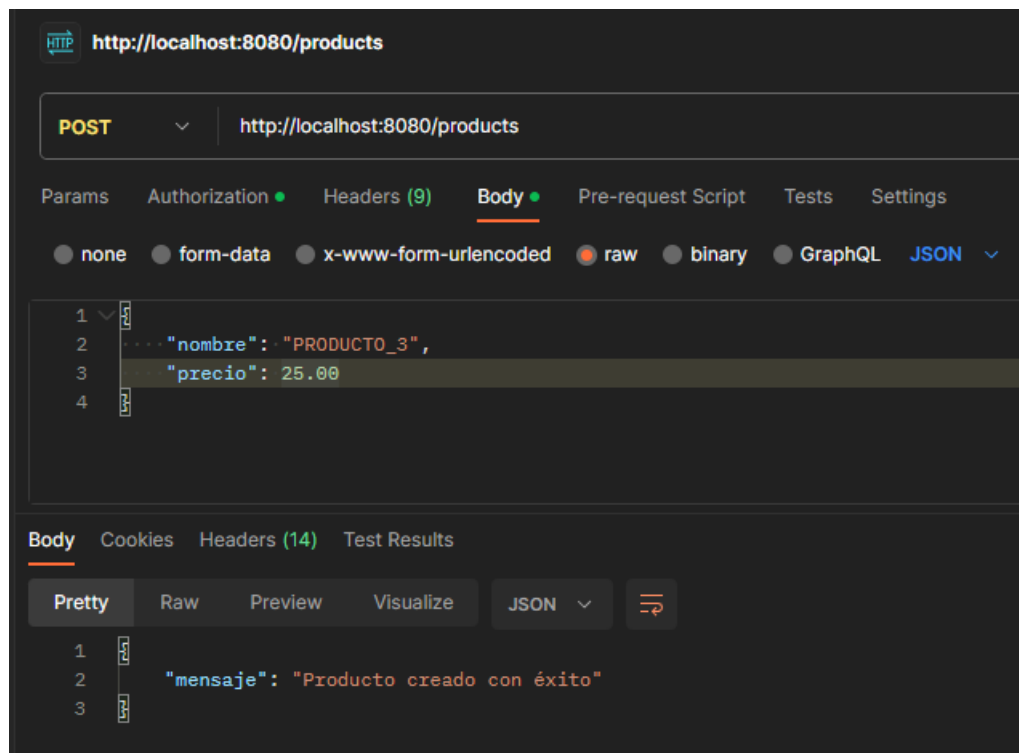 HTTP http://localhost:8080/products
POST http://localhost:8080/products
Params Authorization Headers (9) Body Pre-request Script Tests Settings
none form-data x-www-form-urlencoded raw binary GraphQL JSON
1 {
2 "nombre": "PRODUCTO_3",
3 "precio": 25.00
4 }
Body Cookies Headers (14) Test Results
Pretty Raw Preview Visualize JSON
1 {
2 "mensaje": "Producto creado con éxito"
3 }